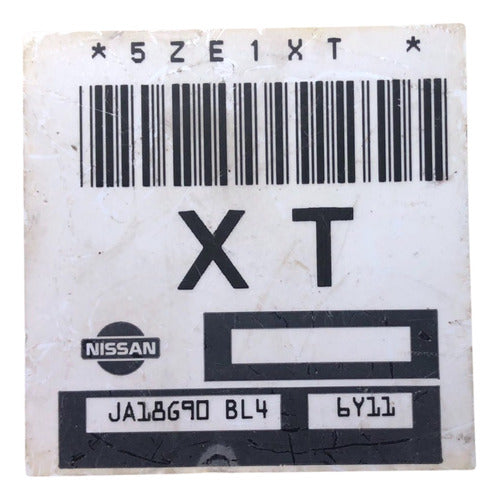 *5ZE1XT *
XT
NISSAN
JA18G90 BL4 6Y11